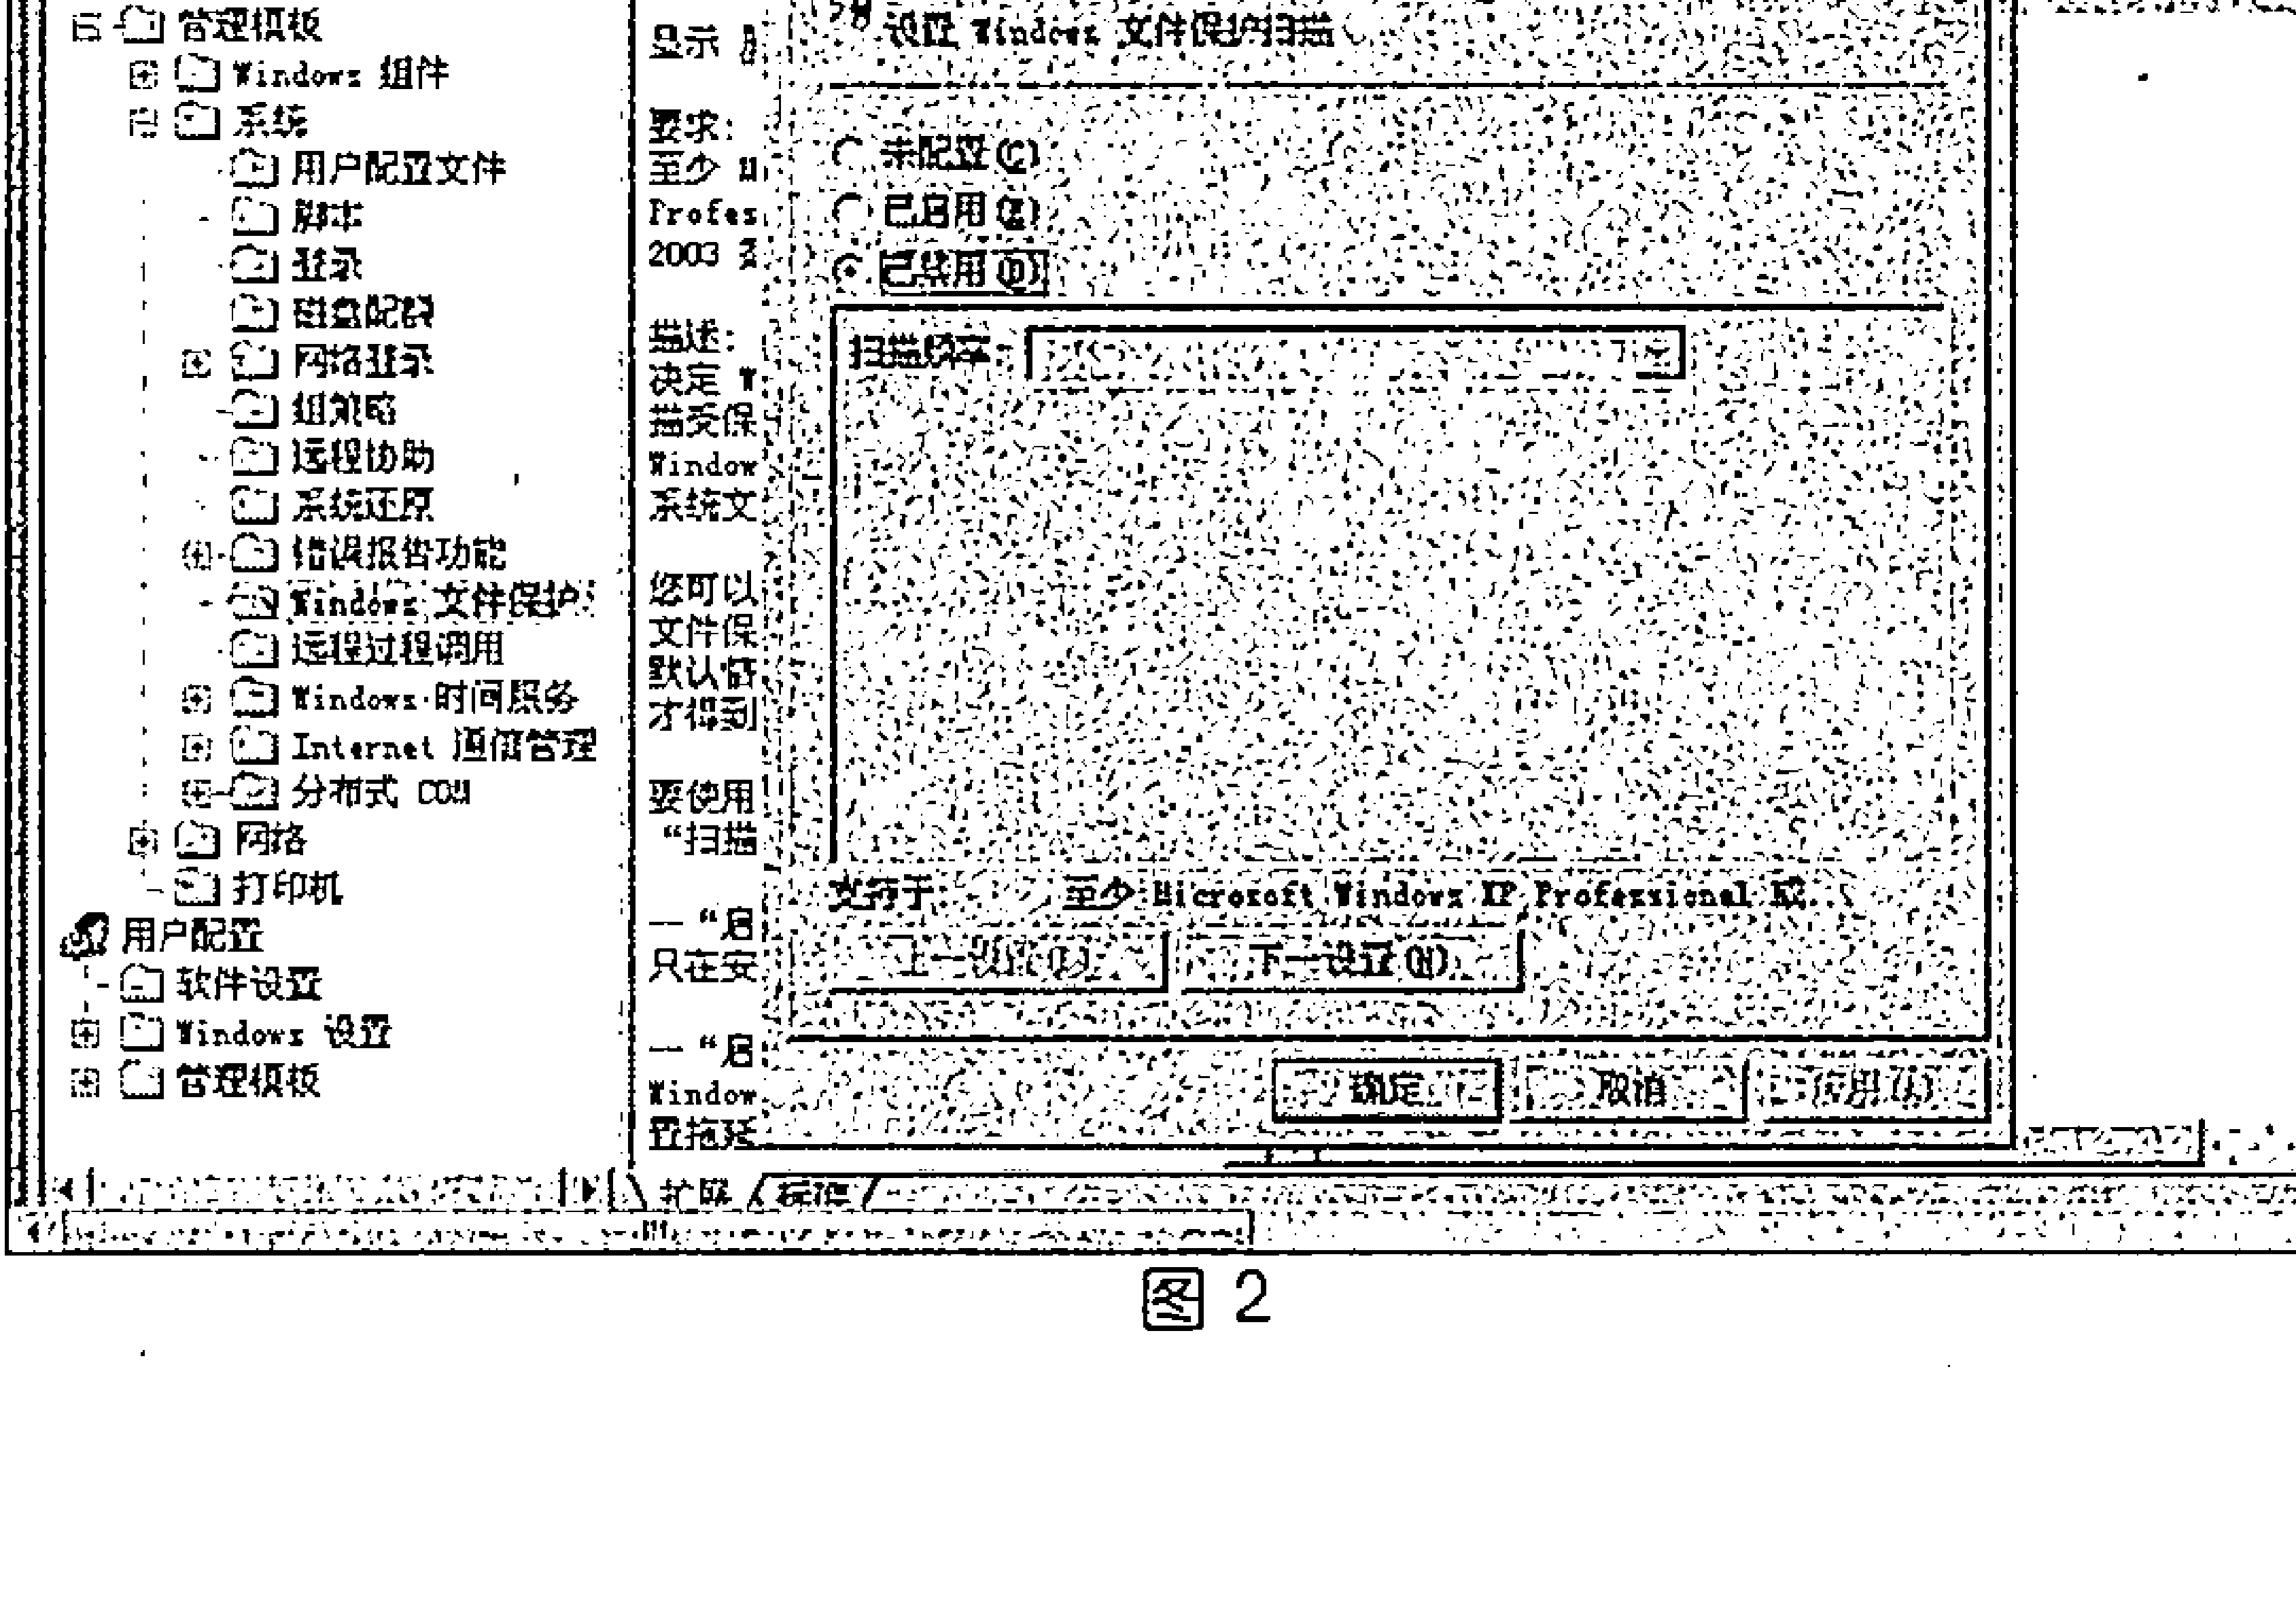 管理模板
Windows 组件
系统
用户配置文件
脚本
登录
磁盘配额
网络登录
组策略
远程协助
系统还原
错误报告功能
Windows 文件保护
远程过程调用
Windows 时间服务
Internet 通信管理
分布式 COM
网络
打印机
用户配置
软件设置
Windows 设置
管理模板
显示
要求:
至少
Profes
2003
描述:
决定 W
描受保
Window
系统文
您可以
文件保
默认情
才得到
要使用
“扫描
— “启
只在安
— “启
Window
置拖延
扩展
标准
设置 Windows 文件保护扫描
未配置(C)
已启用(E)
已禁用(D)
扫描频率:
支持于: 至少 Microsoft Windows XP Professional
上一设置(P)
下一设置(N)
确定
取消
应用(A)
图 2